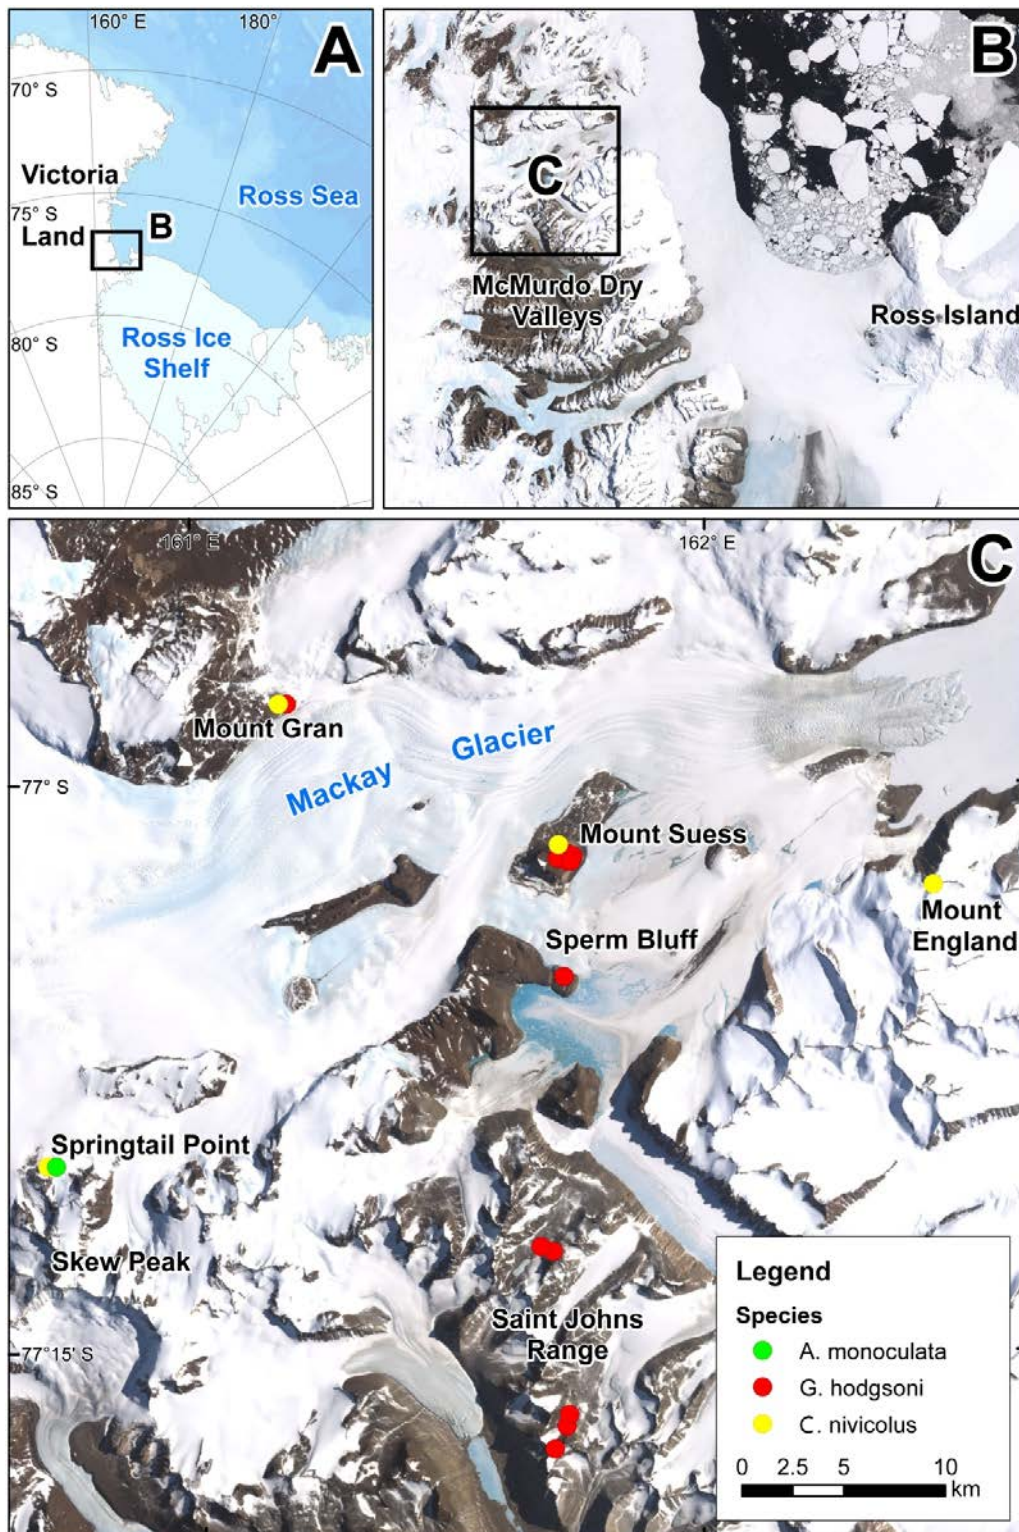 160° E
180°
A
70° S
Victoria
75° S
Ross Sea
Land
B
Ross Ice
Shelf
80° S
85° S
B
C
McMurdo Dry
Valleys
Ross Island
161° E
162° E
C
Mount Gran
Glacier
Mackay
77° S
Mount Suess
Mount
England
Sperm Bluff
Springtail Point
Skew Peak
Saint Johns
Range
77°15' S
Legend
Species
A. monoculata
G. hodgsoni
C. nivicolus
0 2.5 5 10
km